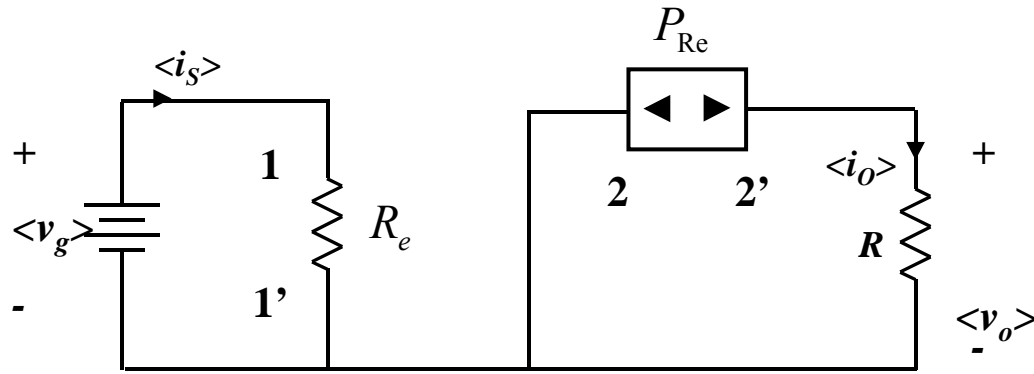 P_Re
<i_S>
+
1
<v_g>
R_e
1'
-
2
2'
<i_O>
+
R
<v_o>
-